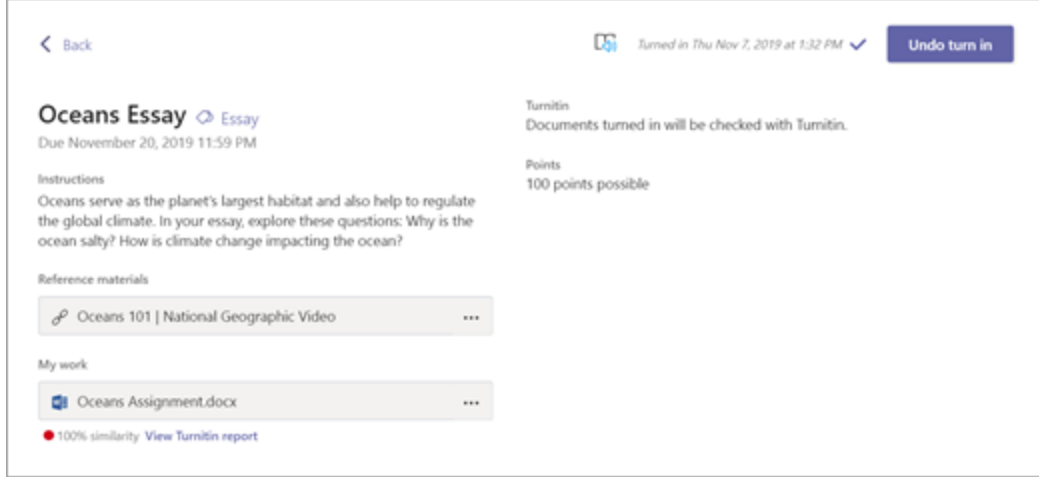 Back
Turned in Thu Nov 7, 2019 at 1:32 PM
Undo turn in
Oceans Essay Essay
Due November 20, 2019 11:59 PM
Instructions
Oceans serve as the planet's largest habitat and also help to regulate
the global climate. In your essay, explore these questions: Why is the
ocean salty? How is climate change impacting the ocean?
Reference materials
Oceans 101 | National Geographic Video
My work
Oceans Assignment.docx
100% similarity View Turnitin report
Turnitin
Documents turned in will be checked with Turnitin.
Points
100 points possible